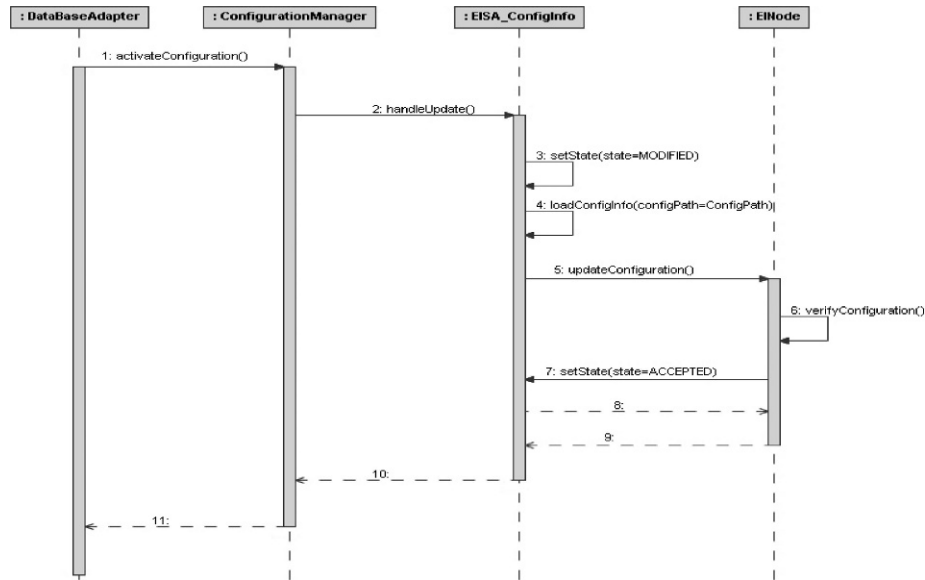 : DataBaseAdapter
: ConfigurationManager
: EISA_ConfigInfo
: EINode
1: activateConfiguration()
2: handleUpdate()
3: setState(state=MODIFIED)
4: loadConfigInfo(configPath=ConfigPath)
5: updateConfiguration()
6: verifyConfiguration()
7: setState(state=ACCEPTED)
8:
9:
10:
11: